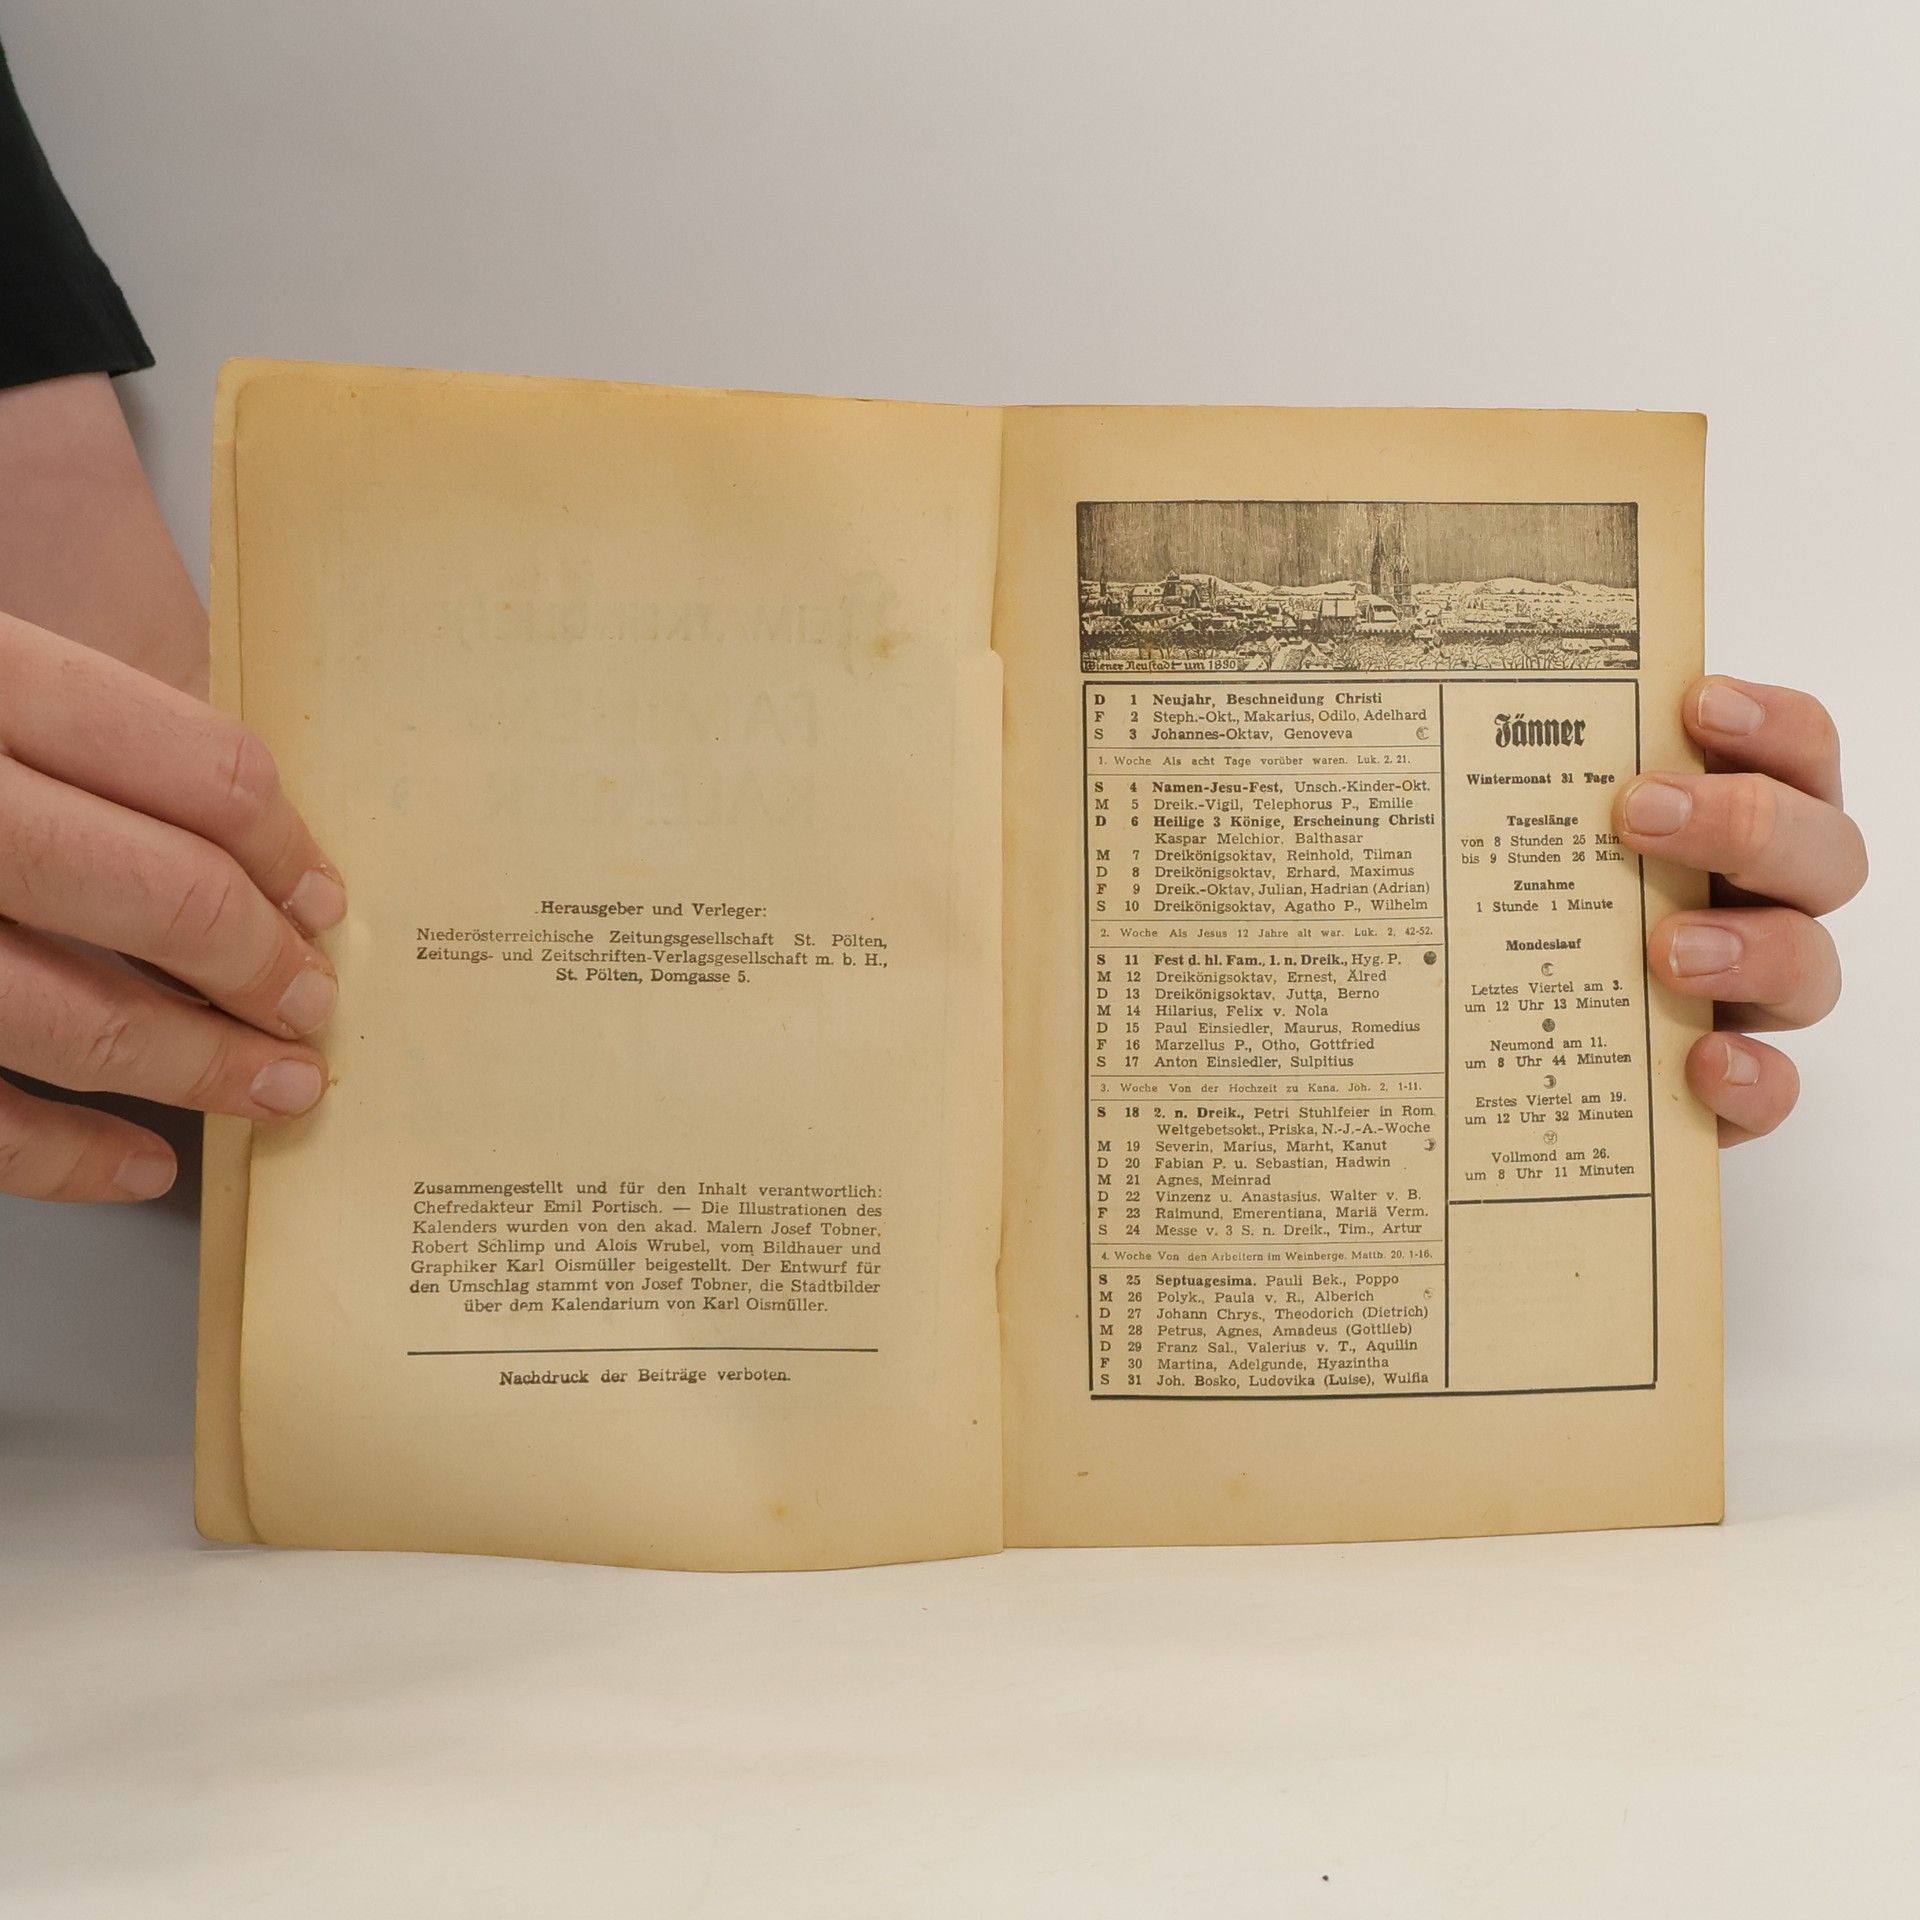 Herausgeber und Verleger:
Niederösterreichische Zeitungsgesellschaft St. Pölten,
Zeitungs- und Zeitschriften-Verlagsgesellschaft m. b. H.,
St. Pölten, Domgasse 5.
Zusammengestellt und für den Inhalt verantwortlich:
Chefredakteur Emil Portisch. — Die Illustrationen des
Kalenders wurden von den akad. Malern Josef Tobner,
Robert Schlimp und Alois Wrubel, vom Bildhauer und
Graphiker Karl Oismüller beigestellt. Der Entwurf für
den Umschlag stammt von Josef Tobner, die Stadtbilder
über dem Kalendarium von Karl Oismüller.
Nachdruck der Beiträge verboten.
Wiener Neustadt um 1830
D 1 Neujahr, Beschneidung Christi
F 2 Steph.-Okt., Makarius, Odilo, Adelhard
S 3 Johannes-Oktav, Genoveva
1. Woche Als acht Tage vorüber waren. Luk. 2, 21.
S 4 Namen-Jesu-Fest, Unsch.-Kinder-Okt.
M 5 Dreik.-Vigil, Telephorus P., Emilie
D 6 Heilige 3 Könige, Erscheinung Christi
Kaspar Melchior. Balthasar
M 7 Dreikönigsoktav, Reinhold, Tilman
D 8 Dreikönigsoktav, Erhard, Maximus
F 9 Dreik.-Oktav, Julian, Hadrian (Adrian)
S 10 Dreikönigsoktav, Agatho P., Wilhelm
2. Woche Als Jesus 12 Jahre alt war. Luk. 2, 42-52.
S 11 Fest d. hl. Fam., 1. n. Dreik., Hyg. P.
M 12 Dreikönigsoktav, Ernest, Älred
D 13 Dreikönigsoktav, Jutta, Berno
M 14 Hilarius, Felix v. Nola
D 15 Paul Einsiedler, Maurus, Romedius
F 16 Marzellus P., Otho, Gottfried
S 17 Anton Einsiedler, Sulpitius
3. Woche Von der Hochzeit zu Kana. Joh. 2, 1-11.
S 18 2. n. Dreik., Petri Stuhlfeier in Rom
Weltgebetsokt., Priska, N.-J.-A.-Woche
M 19 Severin, Marius, Marht, Kanut
D 20 Fabian P. u. Sebastian, Hadwin
M 21 Agnes, Meinrad
D 22 Vinzenz u. Anastasius. Walter v. B.
F 23 Raimund, Emerentiana, Mariä Verm.
S 24 Messe v. 3 S. n. Dreik., Tim., Artur
4. Woche Von den Arbeitern im Weinberge. Matth. 20, 1-16.
S 25 Septuagesima. Pauli Bek., Poppo
M 26 Polyk., Paula v. R., Alberich
D 27 Johann Chrys., Theodorich (Dietrich)
M 28 Petrus, Agnes, Amadeus (Gottlieb)
D 29 Franz Sal., Valerius v. T., Aquilin
F 30 Martina, Adelgunde, Hyazintha
S 31 Joh. Bosko, Ludovika (Luise), Wulfia
Jänner
Wintermonat 31 Tage
Tageslänge
von 8 Stunden 25 Min.
bis 9 Stunden 26 Min.
Zunahme
1 Stunde 1 Minute
Mondeslauf
Letztes Viertel am 3.
um 12 Uhr 13 Minuten
Neumond am 11.
um 8 Uhr 44 Minuten
Erstes Viertel am 19.
um 12 Uhr 32 Minuten
Vollmond am 26.
um 8 Uhr 11 Minuten